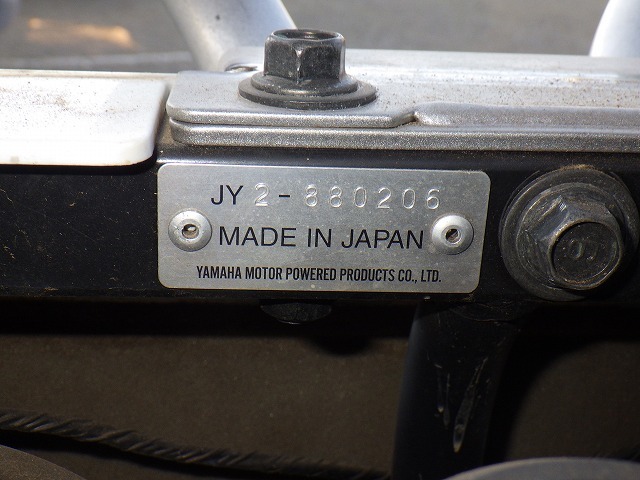 JY2-880206
MADE IN JAPAN
YAMAHA MOTOR POWERED PRODUCTS CO., LTD.